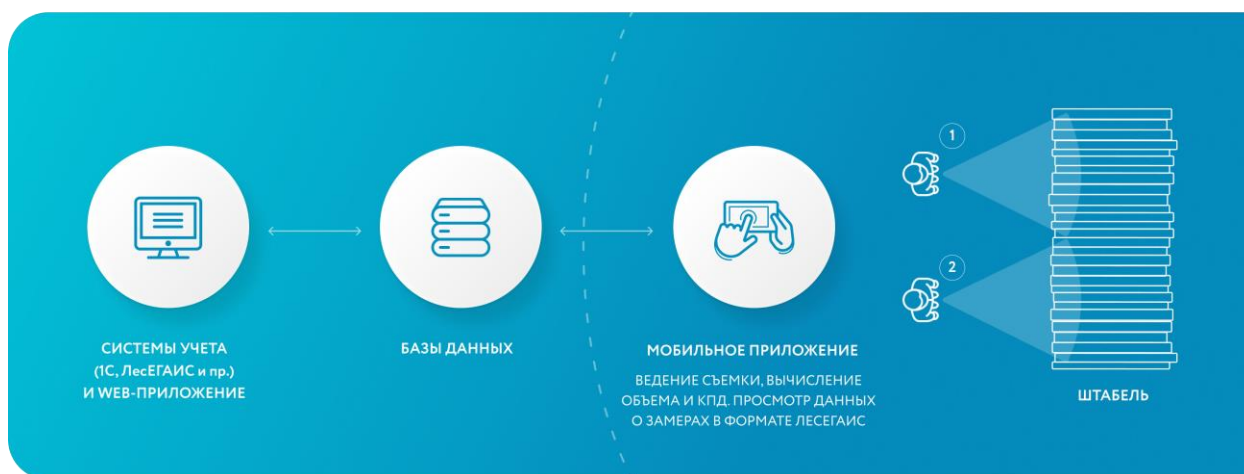 СИСТЕМЫ УЧЕТА
(1С, ЛесЕГАИС и пр.)
И WEB-ПРИЛОЖЕНИЕ
БАЗЫ ДАННЫХ
МОБИЛЬНОЕ ПРИЛОЖЕНИЕ
ВЕДЕНИЕ СЪЕМКИ, ВЫЧИСЛЕНИЕ
ОБЪЕМА И КПД. ПРОСМОТР ДАННЫХ
О ЗАМЕРАХ В ФОРМАТЕ ЛЕСЕГАИС
1
2
ШТАБЕЛЬ